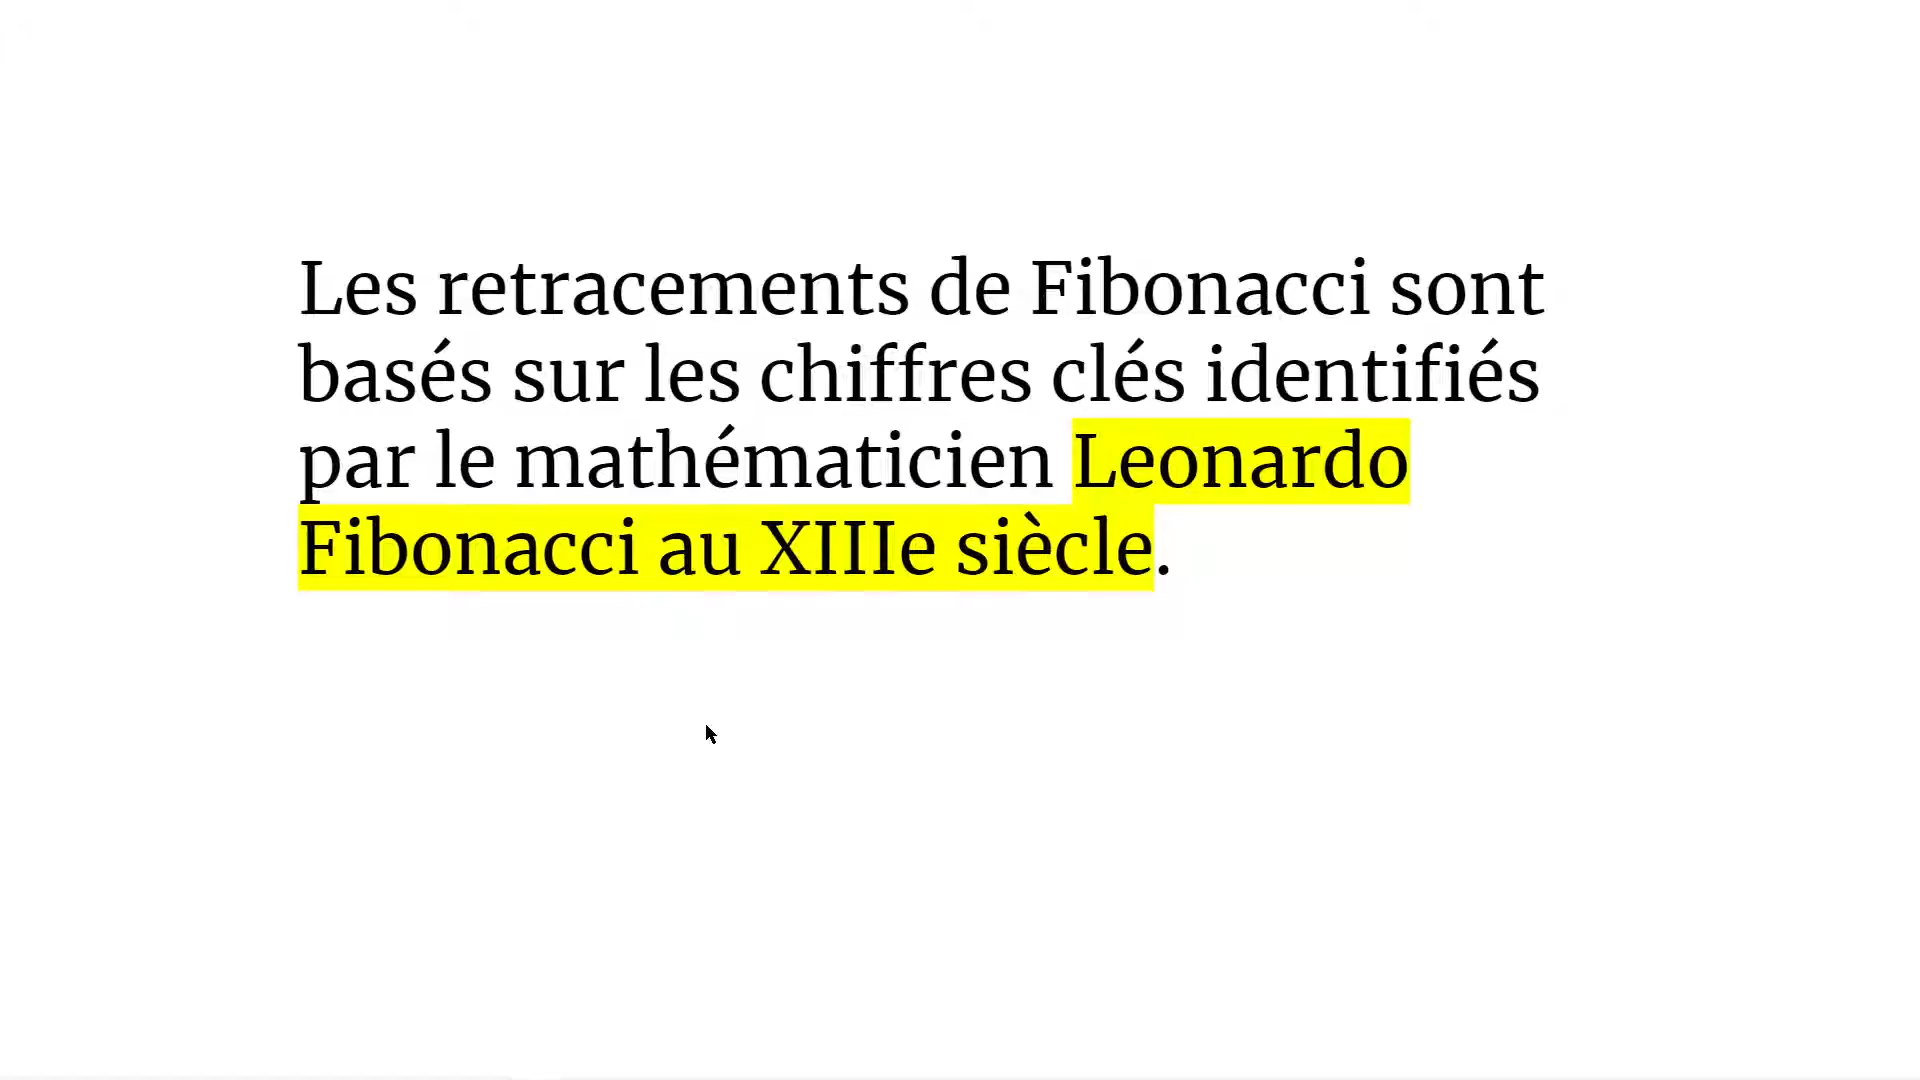 Les retracements de Fibonacci sont
basés sur les chiffres clés identifiés
par le mathématicien Leonardo
Fibonacci au XIIIe siècle.